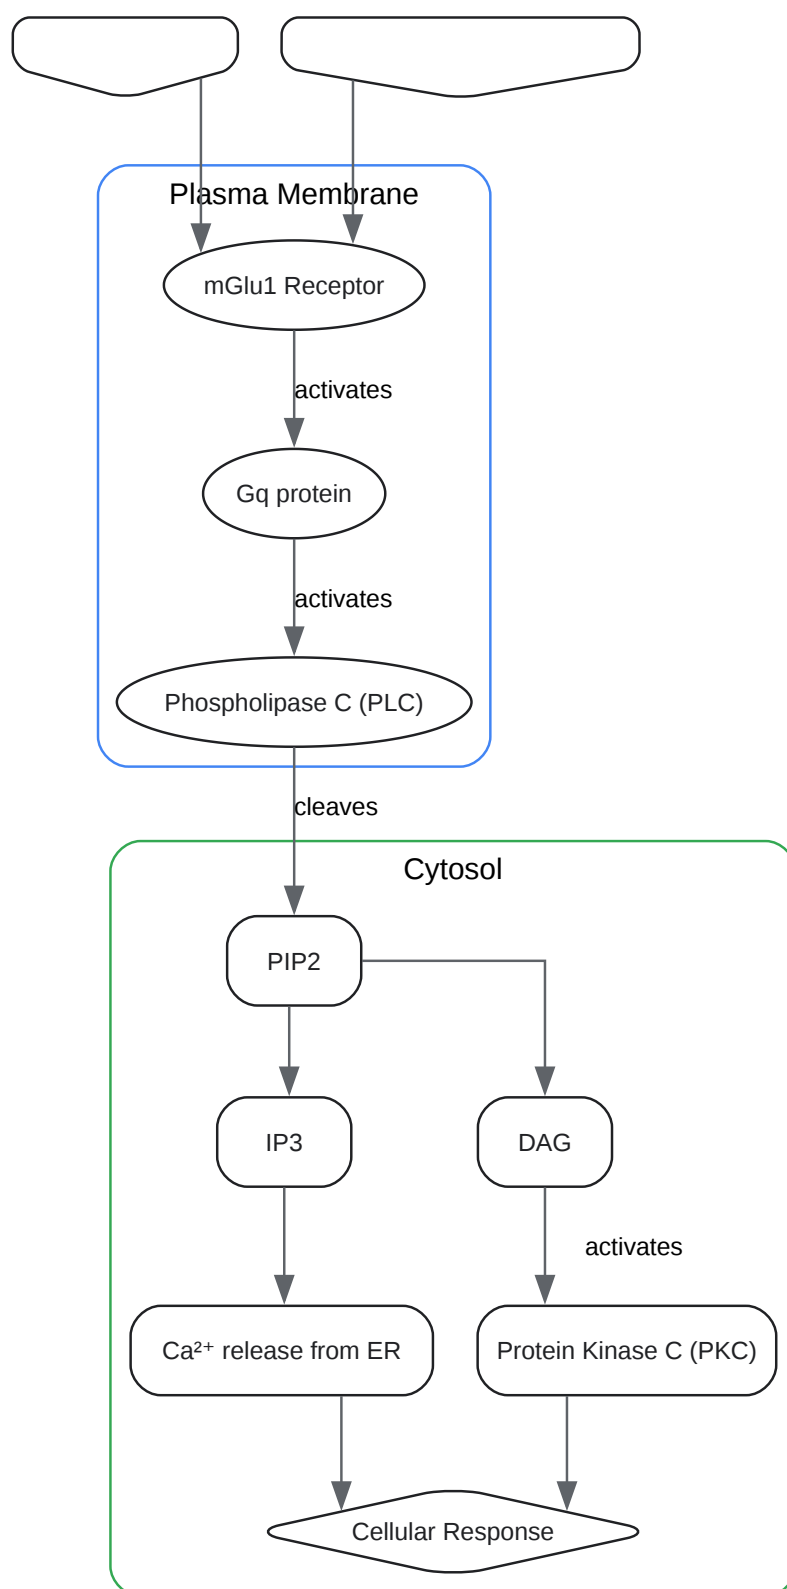 Plasma Membrane
mGlu1 Receptor
activates
Gq protein
activates
Phospholipase C (PLC)
cleaves
Cytosol
PIP2
IP3
DAG
activates
Ca²⁺ release from ER
Protein Kinase C (PKC)
Cellular Response